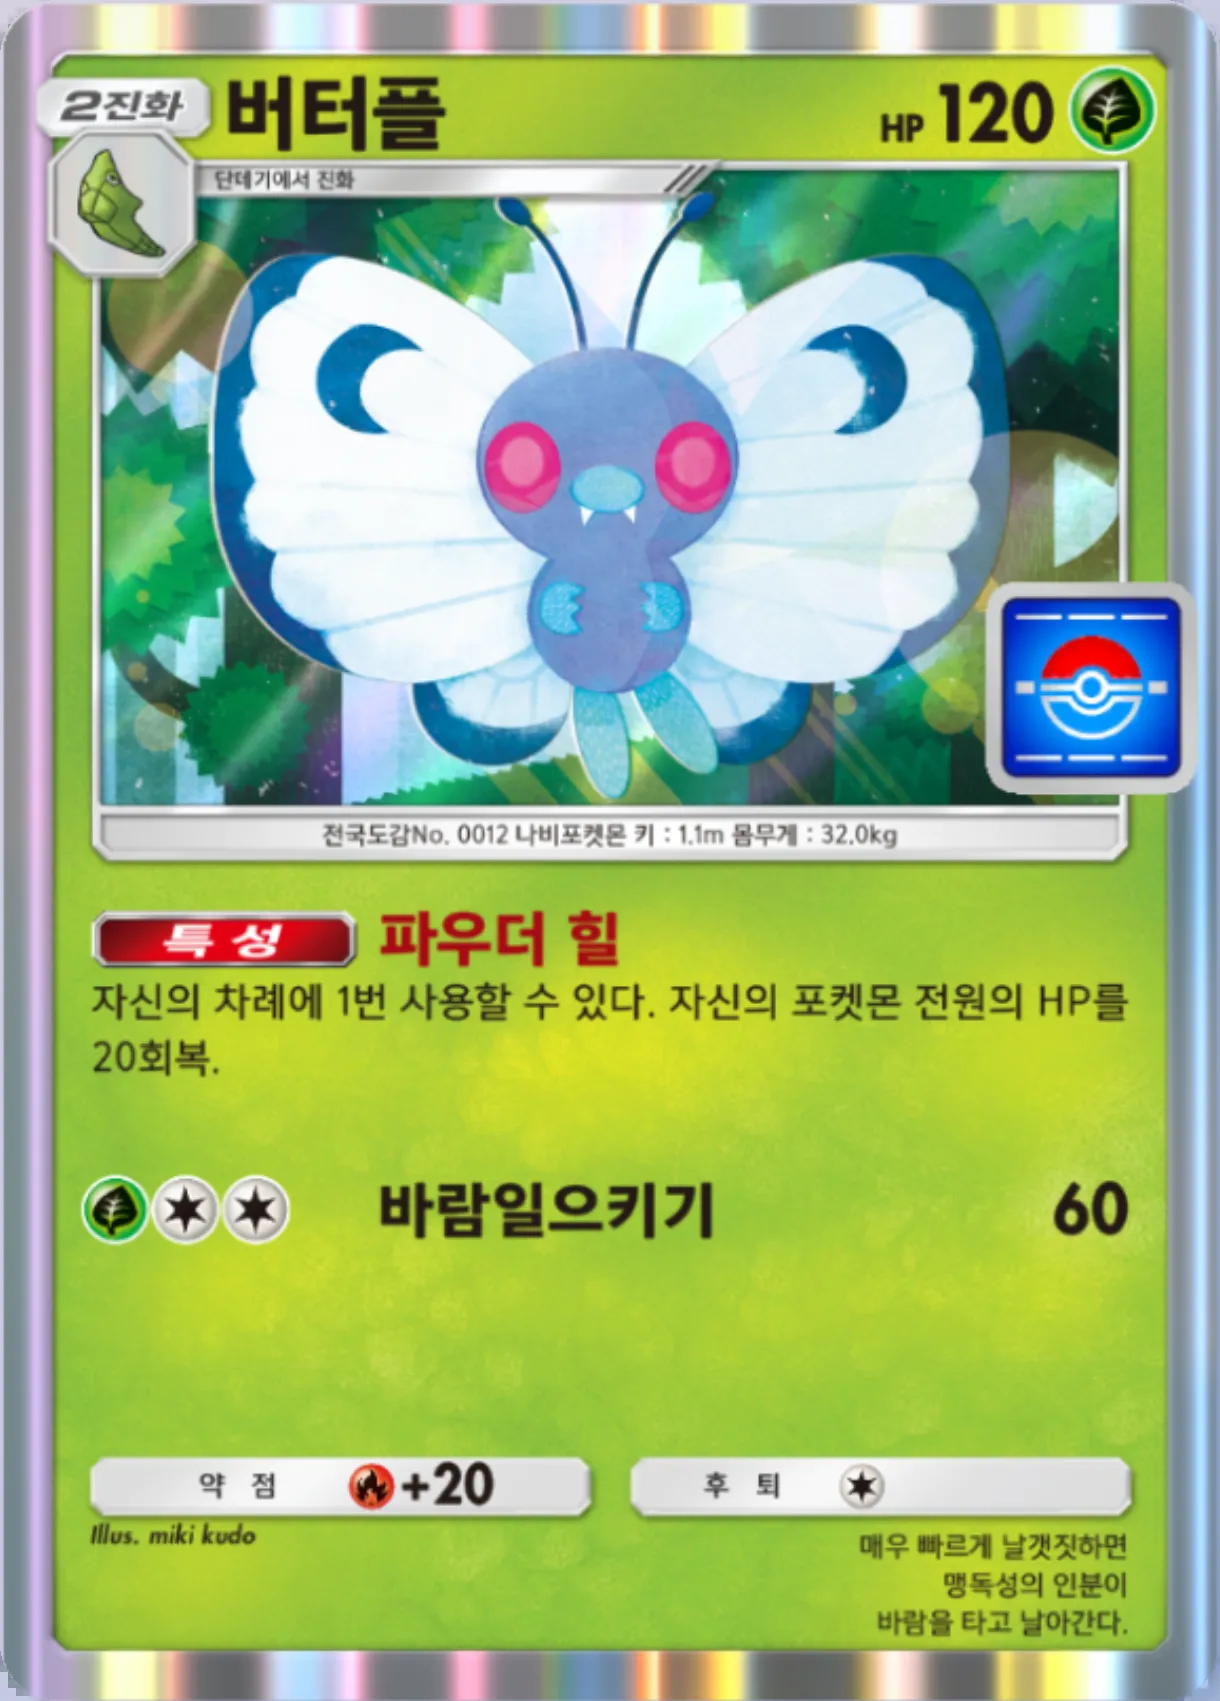 2진화
버터플
HP 120
단데기에서 진화
전국도감No. 0012 나비포켓몬 키 : 1.1m 몸무게 : 32.0kg
특성 파우더 힐
자신의 차례에 1번 사용할 수 있다. 자신의 포켓몬 전원의 HP를
20회복.
바람일으키기 60
약 점 +20
후 퇴
Illus. miki kudo
매우 빠르게 날갯짓하면
맹독성의 인분이
바람을 타고 날아간다.